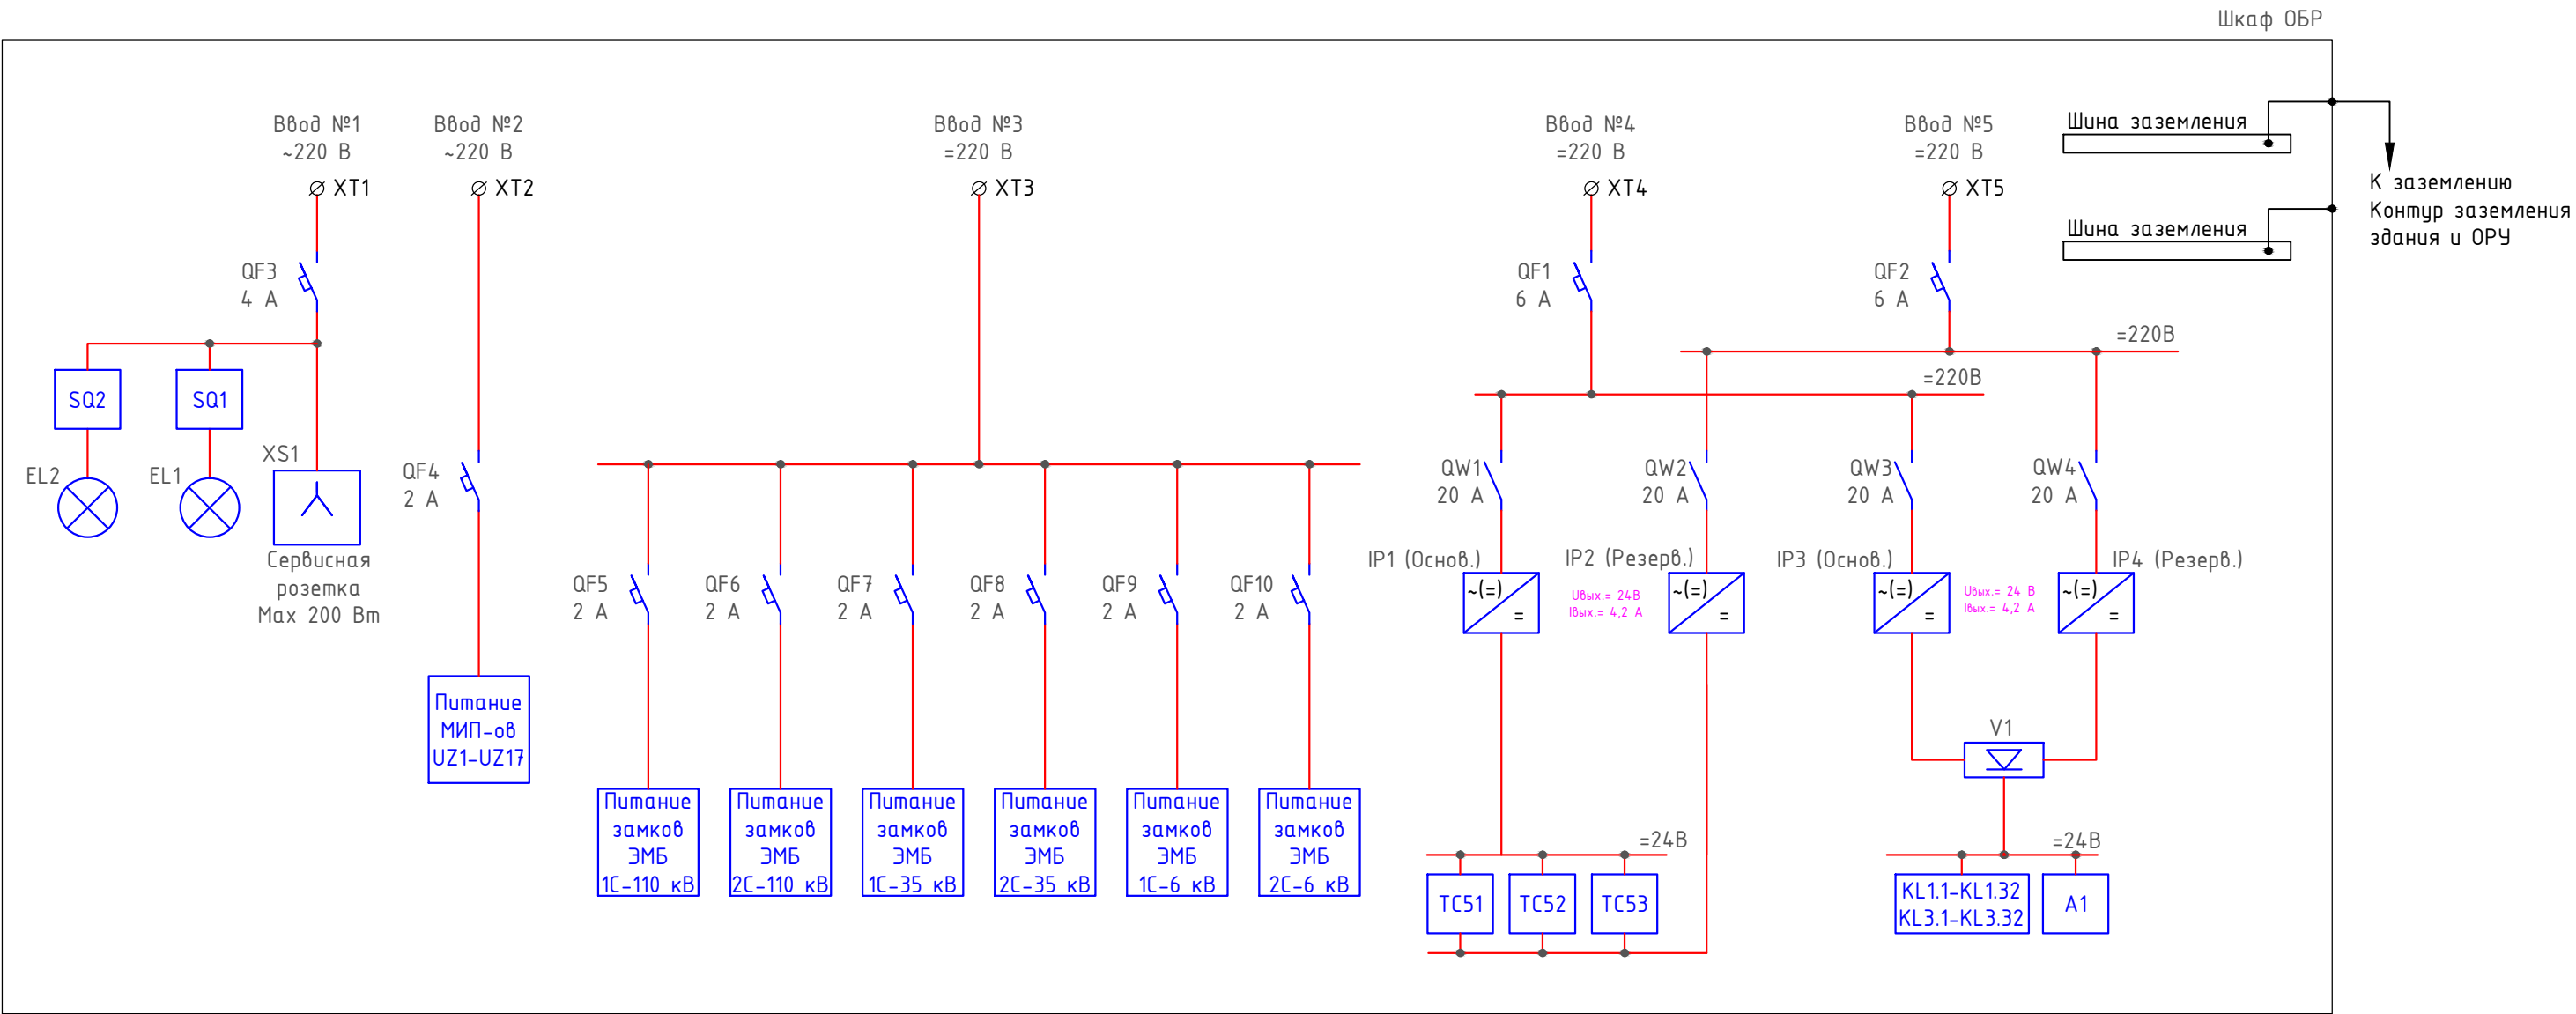 Шкаф ОБР
Ввод №1
~220 В
XT1
Ввод №2
~220 В
XT2
Ввод №3
=220 В
XT3
Ввод №4
=220 В
XT4
Ввод №5
=220 В
XT5
Шина заземления
Шина заземления
К заземлению
Контур заземления
здания и ОРУ
QF3
4 А
QF1
6 А
QF2
6 А
=220В
=220В
SQ2
SQ1
EL2
EL1
XS1
Сервисная
розетка
Max 200 Вт
QF4
2 А
QW1
20 А
QW2
20 А
QW3
20 А
QW4
20 А
QF5
2 А
QF6
2 А
QF7
2 А
QF8
2 А
QF9
2 А
QF10
2 А
IP1 (Основ.)
~(=)
=
IP2 (Резерв.)
~(=)
=
Uвых.= 24В
Iвых.= 4,2 А
IP3 (Основ.)
~(=)
=
Uвых.= 24 В
Iвых.= 4,2 А
IP4 (Резерв.)
~(=)
=
Питание
МИП-ов
UZ1-UZ17
V1
Питание
замков
ЭМБ
1С-110 кВ
Питание
замков
ЭМБ
2С-110 кВ
Питание
замков
ЭМБ
1С-35 кВ
Питание
замков
ЭМБ
2С-35 кВ
Питание
замков
ЭМБ
1С-6 кВ
Питание
замков
ЭМБ
2С-6 кВ
=24В
TC51
TC52
TC53
=24В
KL1.1-KL1.32
KL3.1-KL3.32
A1